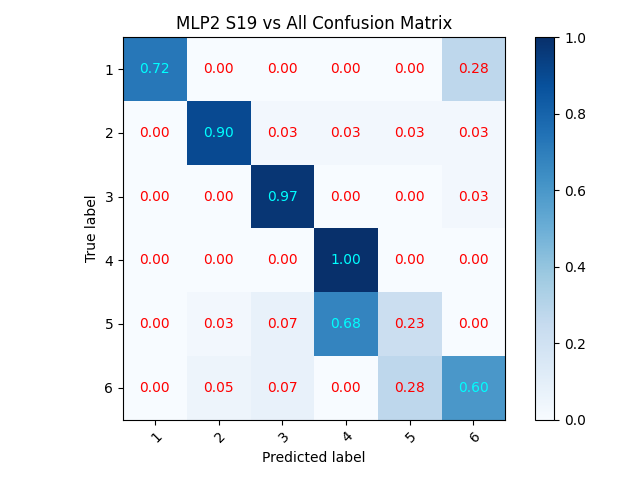 MLP2 S19 vs All Confusion Matrix
1 0.72 0.00 0.00 0.00 0.00 0.28
2 0.00 0.90 0.03 0.03 0.03 0.03
3 0.00 0.00 0.97 0.00 0.00 0.03
4 0.00 0.00 0.00 1.00 0.00 0.00
5 0.00 0.03 0.07 0.68 0.23 0.00
6 0.00 0.05 0.07 0.00 0.28 0.60
1 2 3 4 5 6
True label
Predicted label
1.0
0.8
0.6
0.4
0.2
0.0